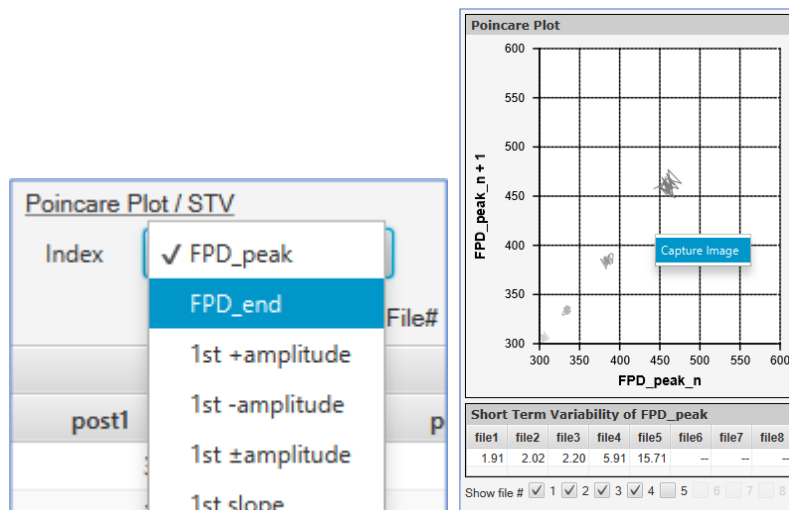 Poincare Plot / STV
Index
✓ FPD_peak
FPD_end
File#
1st +amplitude
1st -amplitude
post1
p
1st ±amplitude
1st slope
Poincare Plot
600
550
500
450
400
350
300
FPD_peak_n + 1
Capture Image
300 350 400 450 500 550 600
FPD_peak_n
Short Term Variability of FPD_peak
file1 file2 file3 file4 file5 file6 file7 file8
1.91 2.02 2.20 5.91 15.71 -- -- --
Show file # 1 2 3 4 5 6 7 8